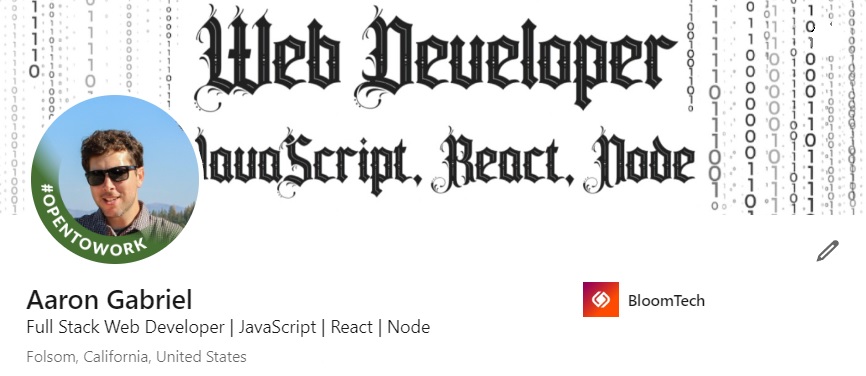 Web Developer
JavaScript, React, Node
#OPENTOWORK
Aaron Gabriel
BloomTech
Full Stack Web Developer | JavaScript | React | Node
Folsom, California, United States